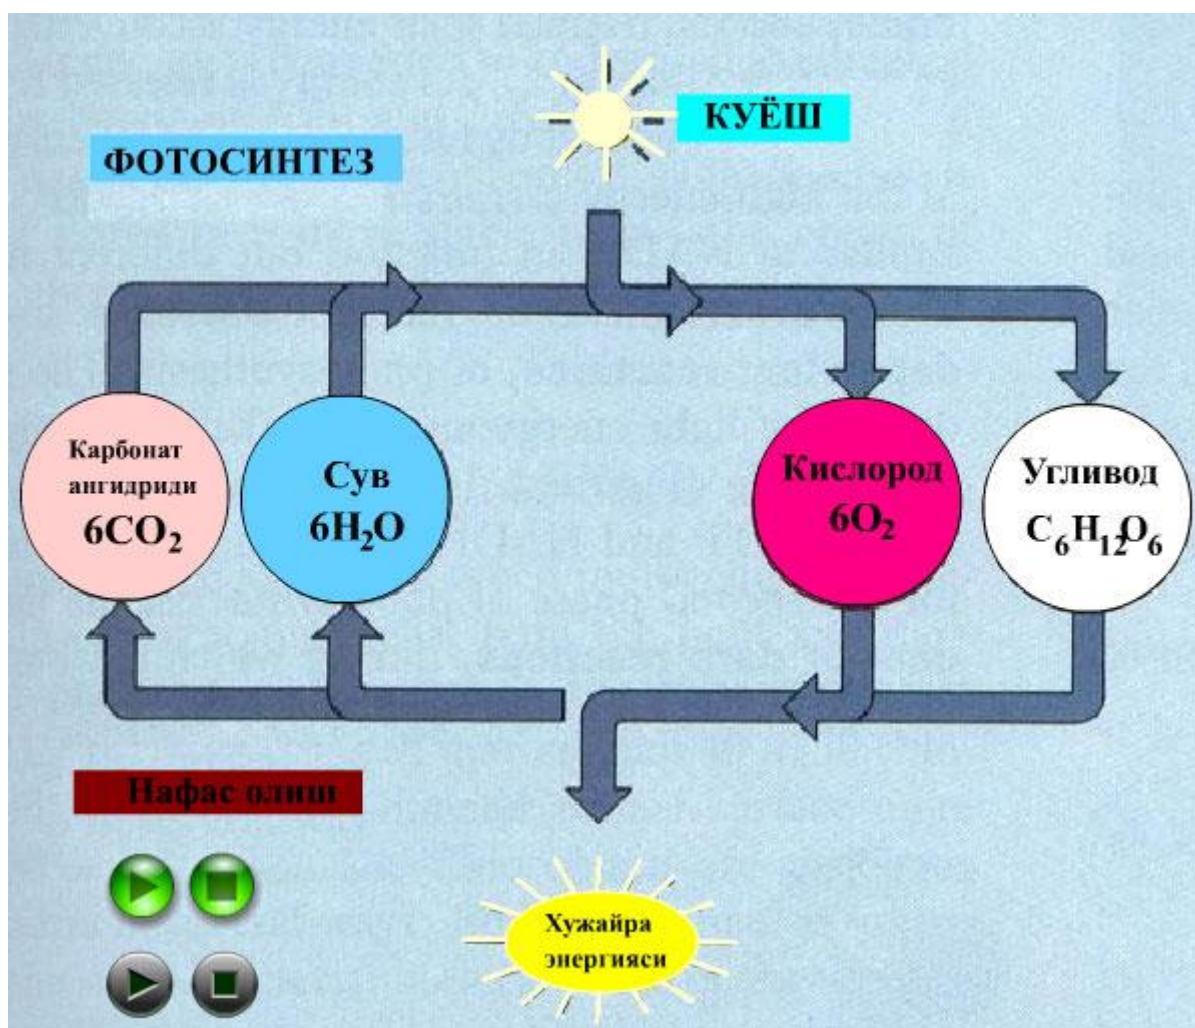 КУЁШ
ФОТОСИНТЕЗ
Карбонат
ангидриди
6CO₂
Сув
6H₂O
Кислород
6O₂
Угливод
C₆H₁₂O₆
Нафас олиш
Хужайра
энергияси